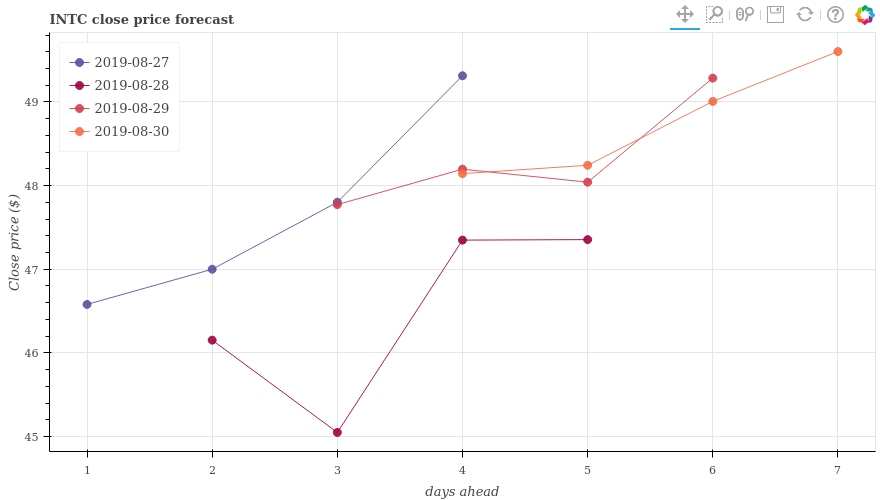 INTC close price forecast
2019-08-27
2019-08-28
2019-08-29
2019-08-30
49
48
47
46
45
Close price ($)
1 2 3 4 5 6 7
days ahead